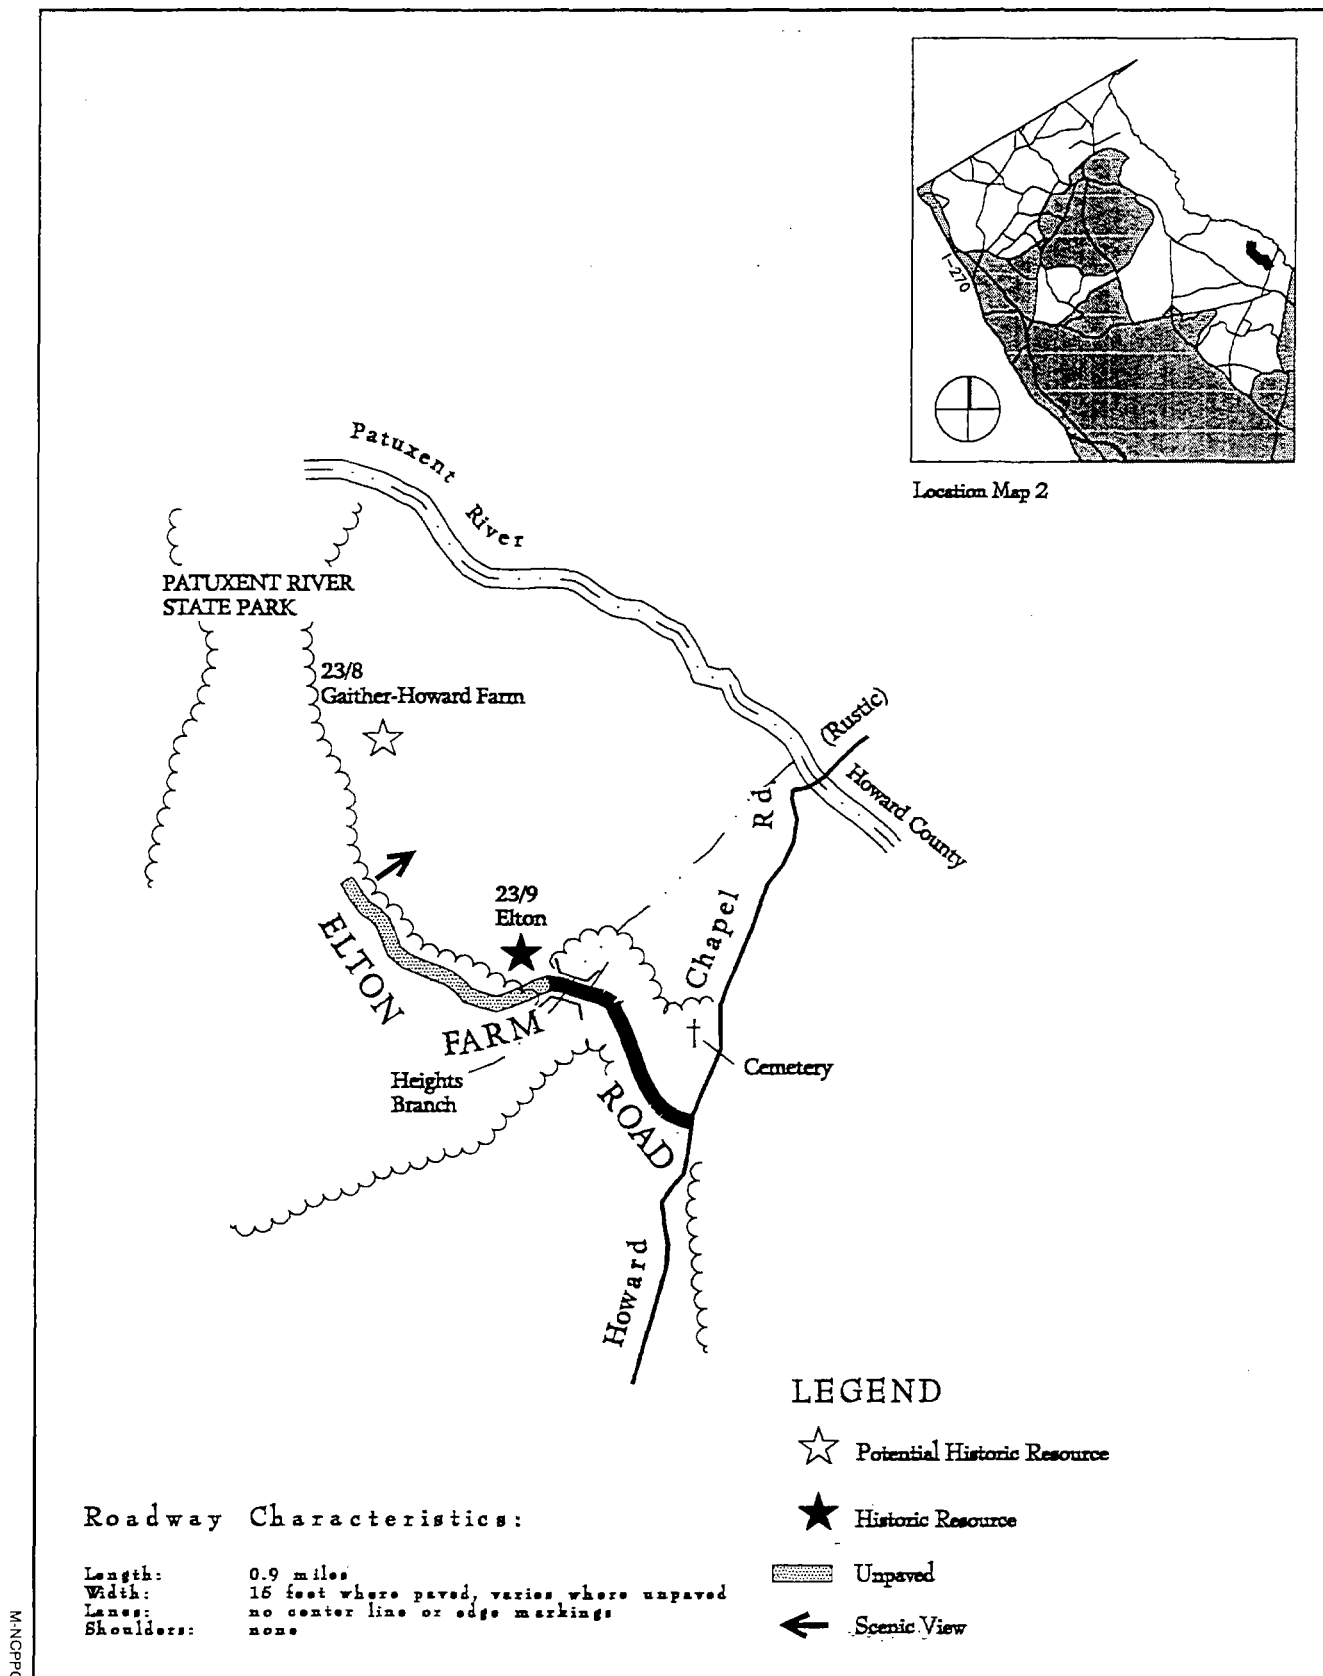 I-270
Location Map 2
Patuxent
River
PATUXENT RIVER
STATE PARK
23/8
Gaither-Howard Farm
(Rustic)
Howard County
Rd.
Chapel
23/9
Elton
ELTON
FARM
ROAD
Heights
Branch
Cemetery
Howard
LEGEND
Potential Historic Resource
Historic Resource
Unpaved
Scenic View
Roadway Characteristics:
Length: 0.9 miles
Width: 16 feet where paved, varies where unpaved
Lanes: no center line or edge markings
Shoulders: none